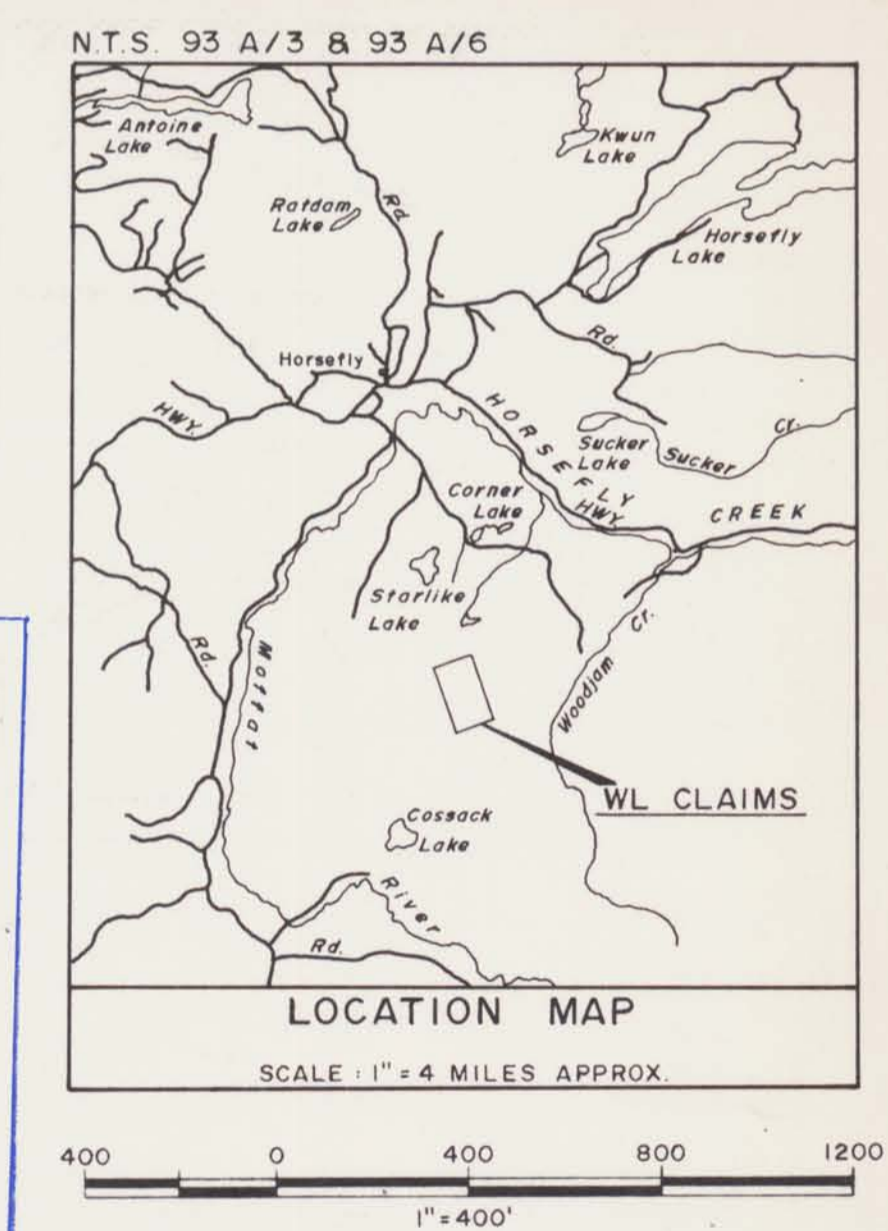 N.T.S. 93 A/3 & 93 A/6
Antoine
Lake
Kwun
Lake
Ratdam
Lake
Rd.
Horsefly
Lake
Horsefly
Rd.
HWY.
HORSEFLY
HWY.
Sucker
Lake
Sucker
Cr.
Corner
Lake
CREEK
Starlike
Lake
Rd.
Moffat
Woodjam
Cr.
WL CLAIMS
Cossack
Lake
River
Rd.
LOCATION MAP
SCALE : 1" = 4 MILES APPROX.
400 0 400 800 1200
1" = 400'